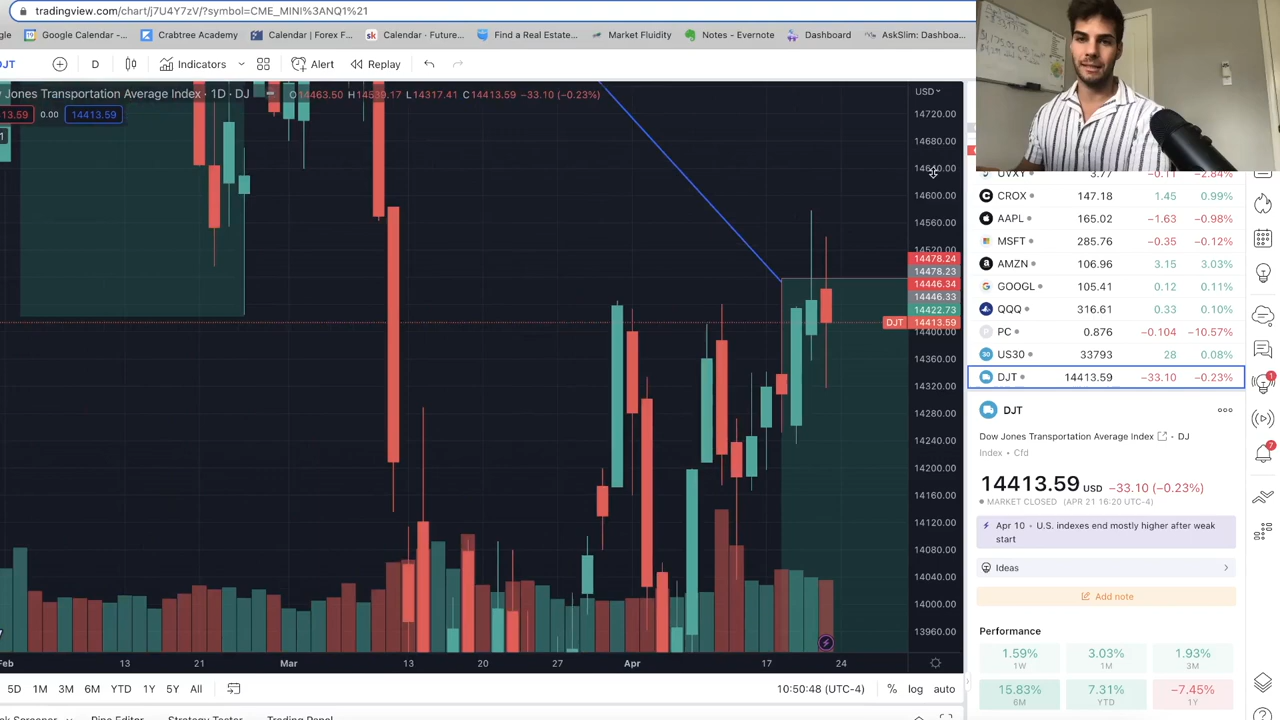 tradingview.com/chart/j7U4Y7zV/?symbol=CME_MINI%3ANQ1%21
gle Google Calendar -... Crabtree Academy Calendar | Forex F... Calendar · Future... Find a Real Estate... Market Fluidity Notes - Evernote Dashboard AskSlim: Dashboa...
DJT D Indicators Alert Replay
Jones Transportation Average Index · 1D · DJ O14463.50 H14539.17 L14317.41 C14413.59 −33.10 (−0.23%)
13.59 0.00 14413.59
1
USD
14720.00
14680.00
14640.00
14600.00
14560.00
14520.00
14478.24
14478.23
14446.34
14446.33
14422.73
DJT 14413.59
14400.00
14360.00
14320.00
14280.00
14240.00
14200.00
14160.00
14120.00
14080.00
14040.00
14000.00
13960.00
Feb 13 21 Mar 13 20 27 Apr 17 24
5D 1M 3M 6M YTD 1Y 5Y All 10:50:48 (UTC-4) % log auto
Pine Editor Strategy Tester Trading Panel
UVXY 3.77 −0.11 −2.84%
CROX 147.18 1.45 0.99%
AAPL 165.02 −1.63 −0.98%
MSFT 285.76 −0.35 −0.12%
AMZN 106.96 3.15 3.03%
GOOGL 105.41 0.12 0.11%
QQQ 316.61 0.33 0.10%
PC 0.876 −0.104 −10.57%
30 US30 33793 28 0.08%
DJT 14413.59 −33.10 −0.23%
DJT
Dow Jones Transportation Average Index · DJ
Index · Cfd
14413.59 USD −33.10 (−0.23%)
MARKET CLOSED (APR 21 16:20 UTC-4)
Apr 10 · U.S. indexes end mostly higher after weak
start
Ideas
Add note
Performance
1.59% 3.03% 1.93%
1W 1M 3M
15.83% 7.31% −7.45%
6M YTD 1Y
1
7